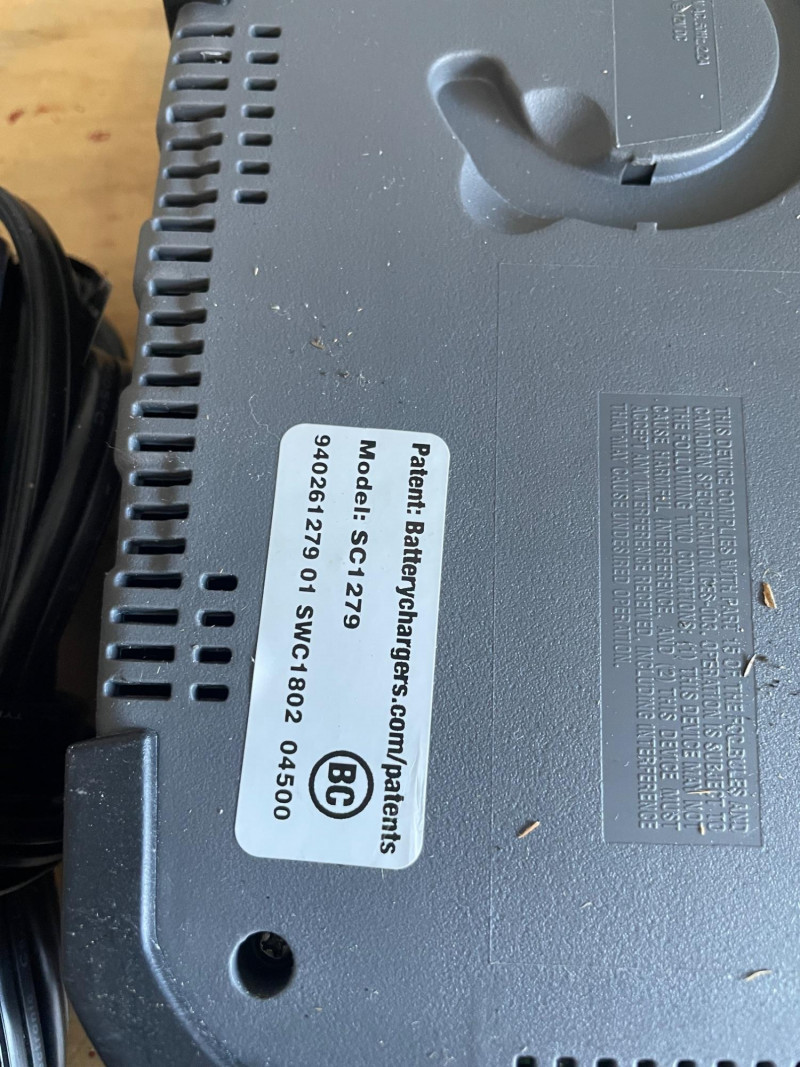 Patent: Batterychargers.com/patents
Model: SC1279
BC
940261279 01 SWC1802 04500
THIS DEVICE COMPLIES WITH PART 15 OF THE FCC RULES AND
CANADIAN SPECIFICATION ICES-006. OPERATION IS SUBJECT TO
THE FOLLOWING TWO CONDITIONS: (1) THIS DEVICE MAY NOT
CAUSE HARMFUL INTERFERENCE, AND (2) THIS DEVICE MUST
ACCEPT ANY INTERFERENCE RECEIVED, INCLUDING INTERFERENCE
THAT MAY CAUSE UNDESIRED OPERATION.